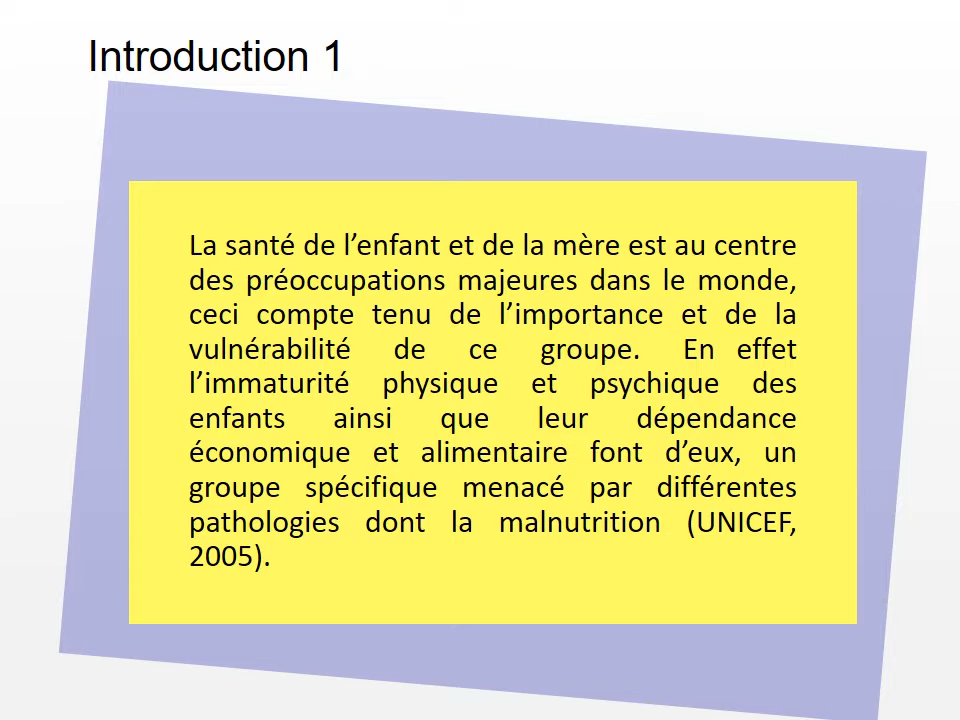 Introduction 1
La santé de l’enfant et de la mère est au centre
des préoccupations majeures dans le monde,
ceci compte tenu de l’importance et de la
vulnérabilité de ce groupe. En effet
l’immaturité physique et psychique des
enfants ainsi que leur dépendance
économique et alimentaire font d’eux, un
groupe spécifique menacé par différentes
pathologies dont la malnutrition (UNICEF,
2005).